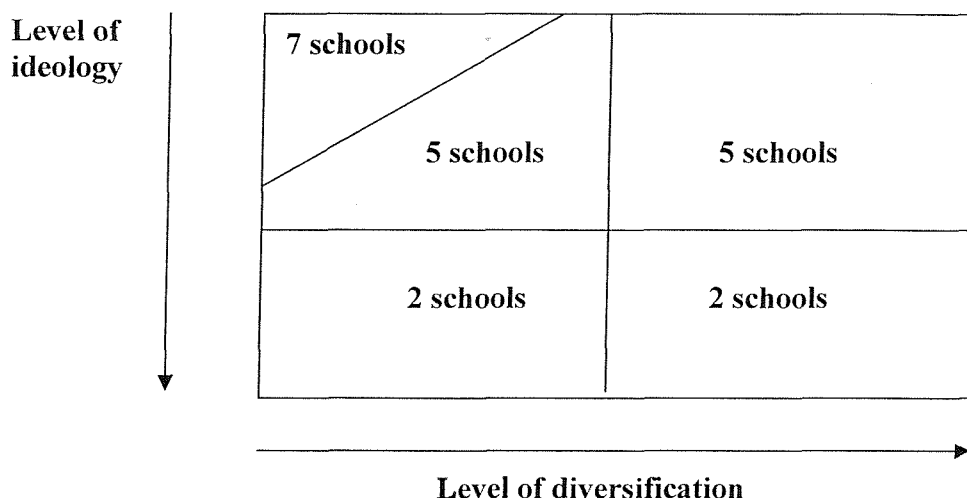 Level of
ideology
7 schools
5 schools
5 schools
2 schools
2 schools
Level of diversification